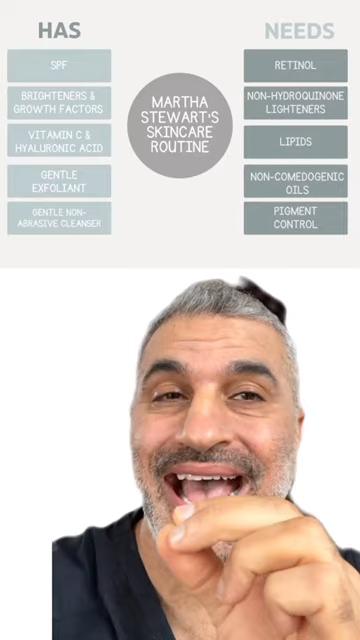 HAS
SPF
BRIGHTENERS &
GROWTH FACTORS
VITAMIN C &
HYALURONIC ACID
GENTLE
EXFOLIANT
GENTLE NON-
ABRASIVE CLEANSER
MARTHA
STEWART'S
SKINCARE
ROUTINE
NEEDS
RETINOL
NON-HYDROQUINONE
LIGHTENERS
LIPIDS
NON-COMEDOGENIC
OILS
PIGMENT
CONTROL